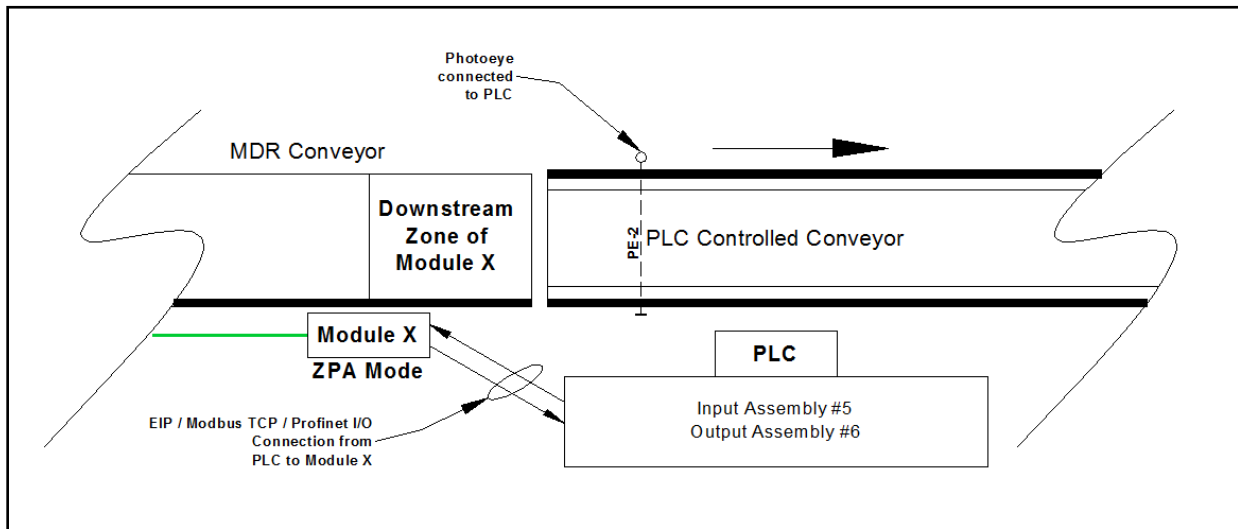 Photoeye
connected
to PLC
MDR Conveyor
Downstream
Zone of
Module X
PE-2
PLC Controlled Conveyor
Module X
ZPA Mode
PLC
EIP / Modbus TCP / Profinet I/O
Connection from
PLC to Module X
Input Assembly #5
Output Assembly #6